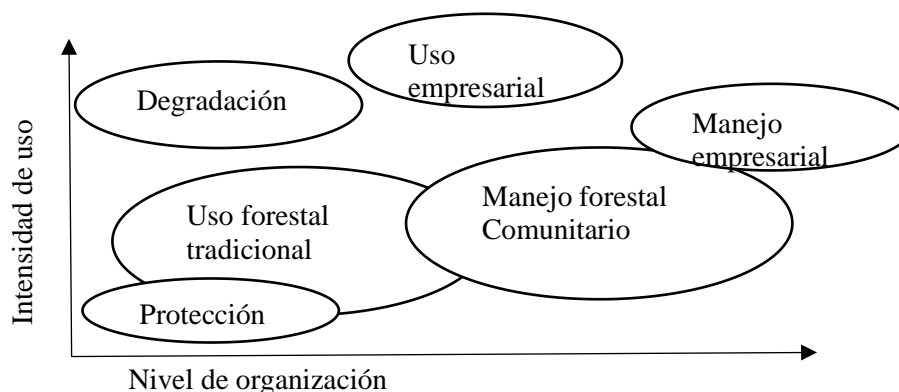 Uso
empresarial
Degradación
Manejo
empresarial
Intensidad de uso
Uso forestal
tradicional
Manejo forestal
Comunitario
Protección
Nivel de organización